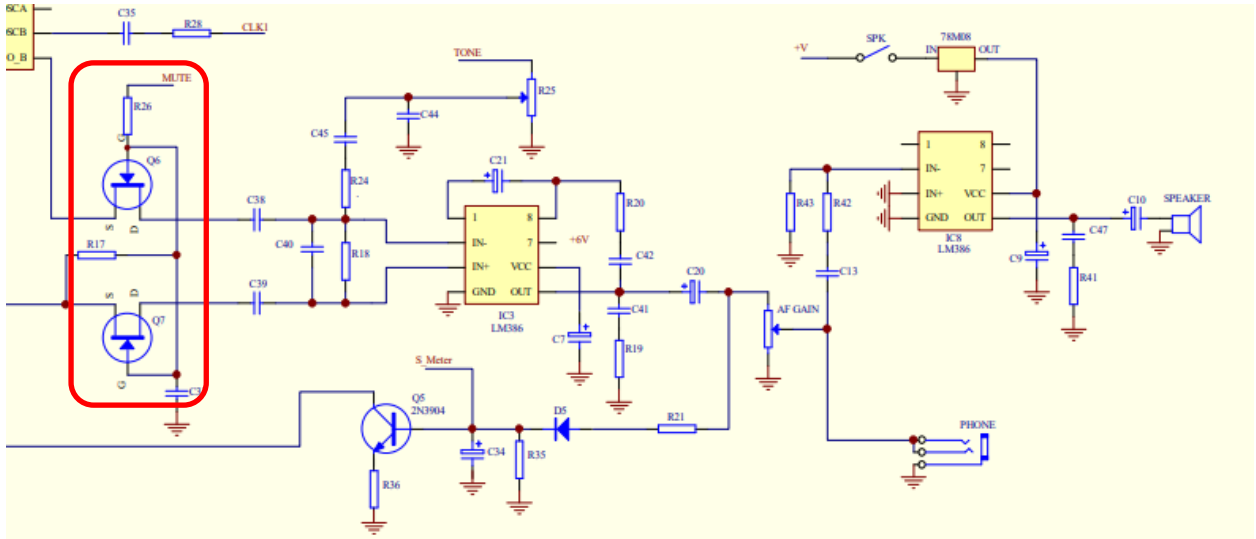 OSCA
OSCB
O_B
C35
R28
CLK1
MUTE
R26
G
Q6
S
D
R17
S
D
Q7
G
C3
TONE
R25
C44
C45
R24
C38
C40
R18
C39
C21
1
8
IN-
7
IN+
VCC
GND
OUT
IC3
LM386
+6V
R20
C42
C20
C41
C7
R19
AF GAIN
S_Meter
Q5
2N3904
D5
R21
C34
R35
R36
+V
SPK
78M08
IN
OUT
1
8
IN-
7
IN+
VCC
GND
OUT
IC8
LM386
R43
R42
C13
C9
C47
R41
C10
SPEAKER
PHONE